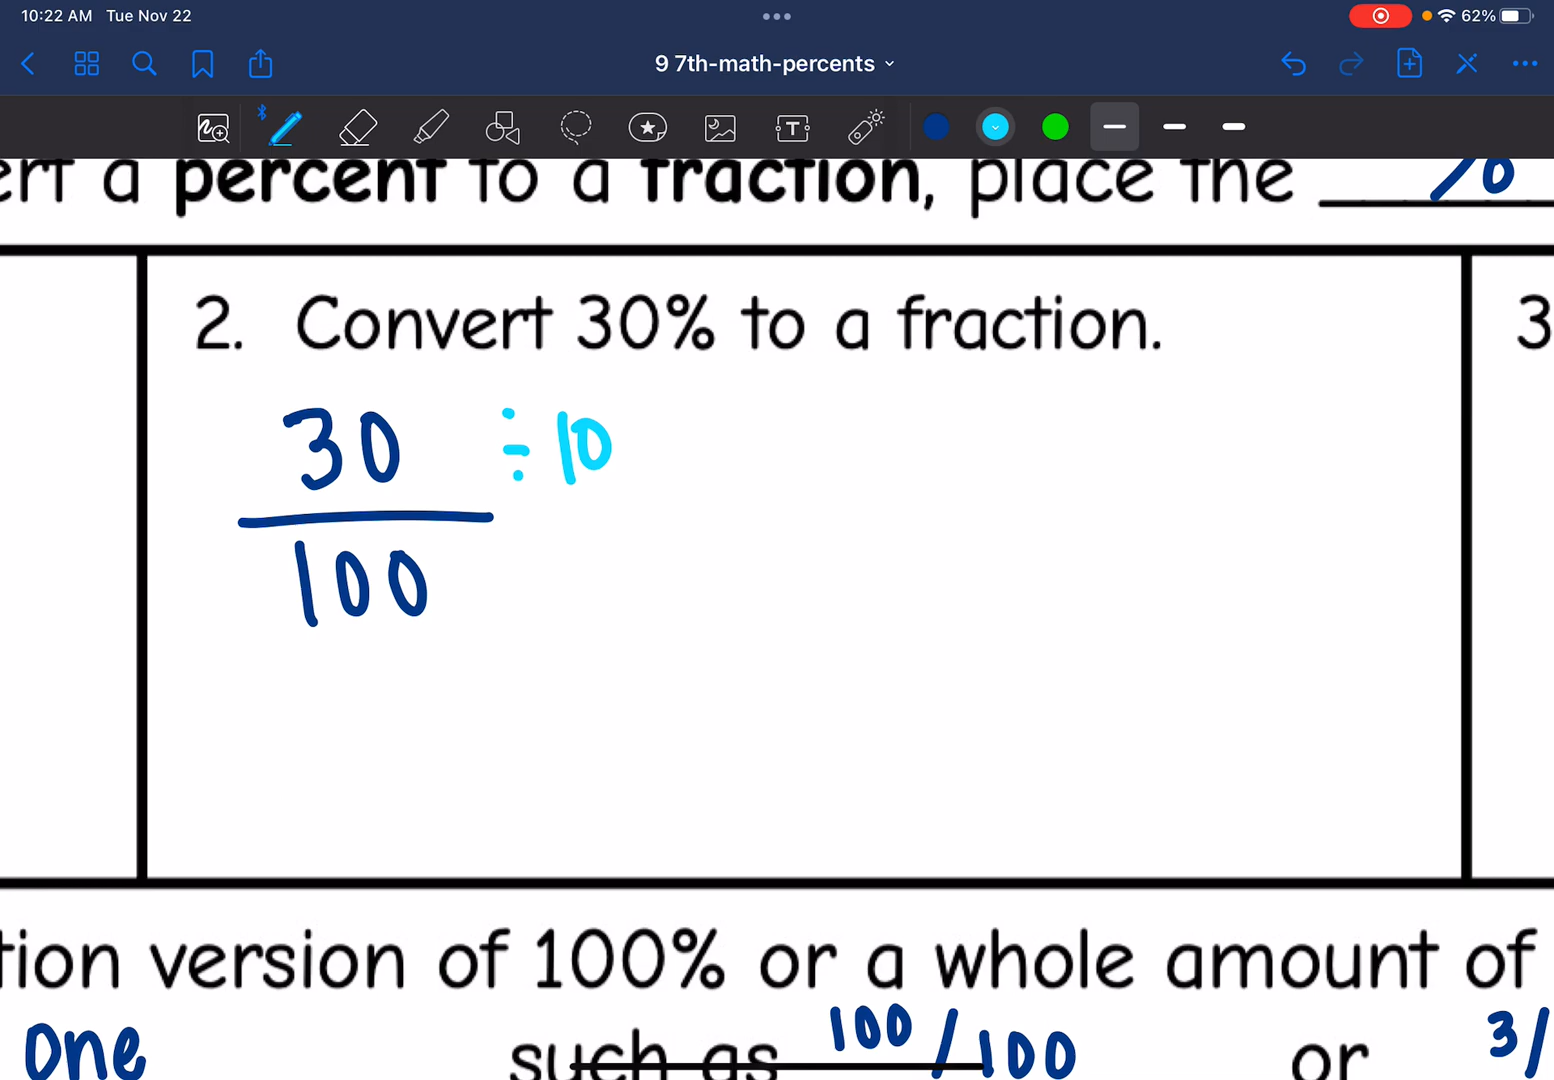 10:22 AM Tue Nov 22
62%
9 7th-math-percents
T
percent to a fraction, place the %
2. Convert 30% to a fraction.
3
30 ÷ 10
100
version of 100% or a whole amount of
one such as 100/100 or 3/